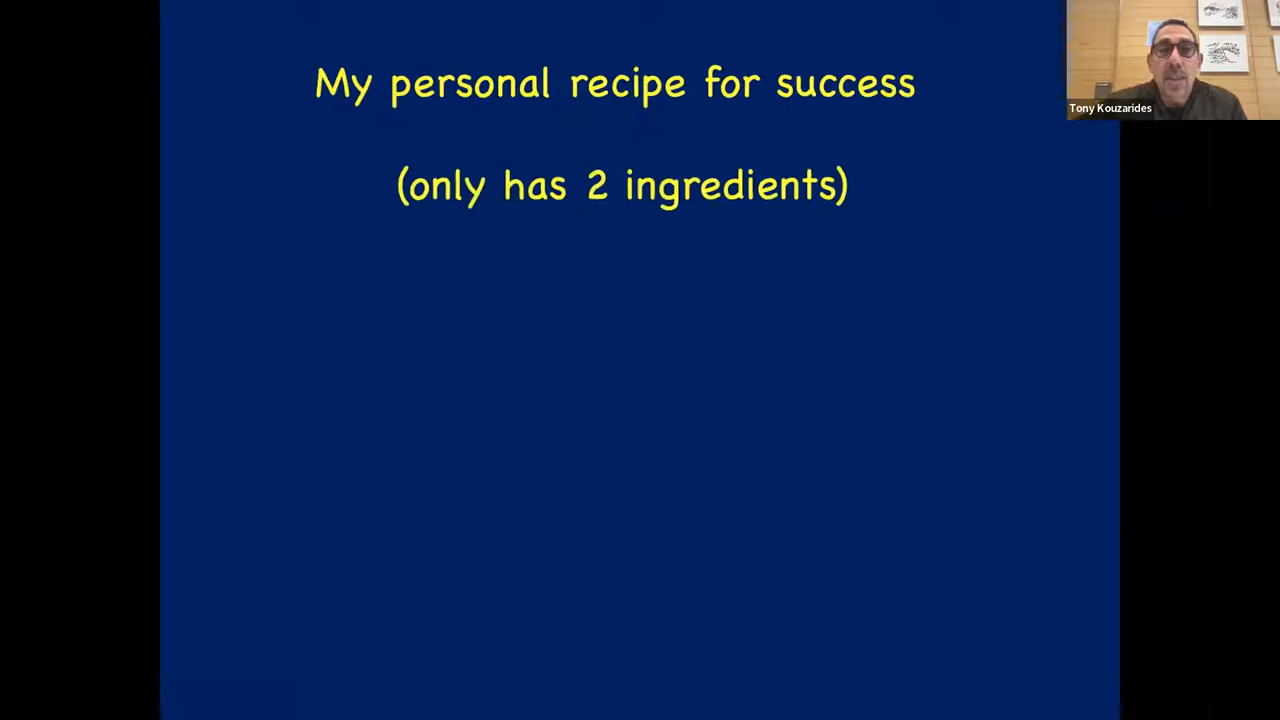 My personal recipe for success
(only has 2 ingredients)
Tony Kouzarides